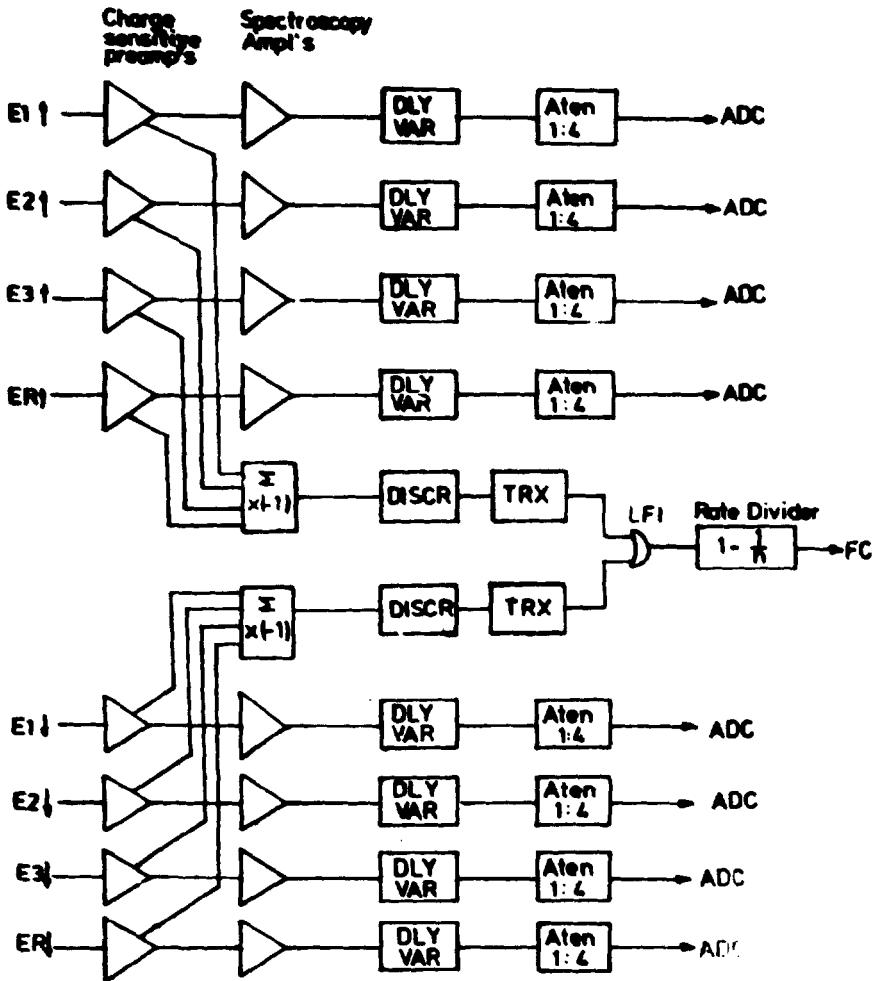 Charge
sensitive
preamp's
Spectroscopy
Ampl's
E1 ↑
DLY
VAR
Aten
1:4
ADC
E2 ↑
DLY
VAR
Aten
1:4
ADC
E3 ↑
DLY
VAR
Aten
1:4
ADC
ER ↑
DLY
VAR
Aten
1:4
ADC
Σ
x(-1)
DISCR
TRX
LF1
Rate Divider
1 - 1/n
FC
Σ
x(-1)
DISCR
TRX
E1 ↓
DLY
VAR
Aten
1:4
ADC
E2 ↓
DLY
VAR
Aten
1:4
ADC
E3 ↓
DLY
VAR
Aten
1:4
ADC
ER ↓
DLY
VAR
Aten
1:4
ADC